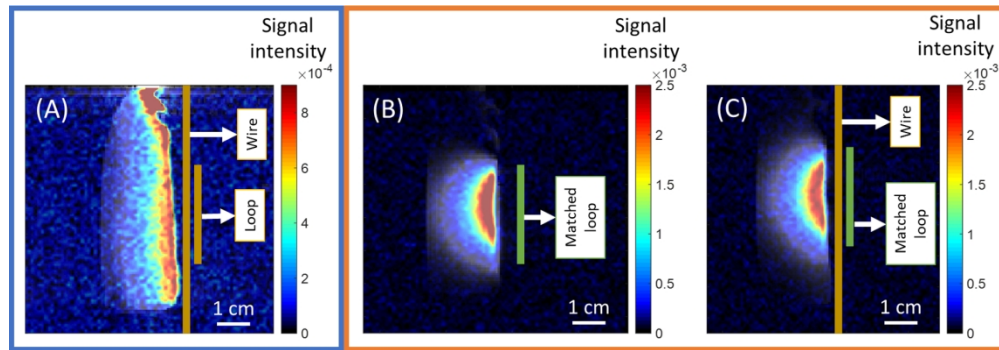 Signal
intensity
×10⁻⁴
(A)
8
6
4
2
0
Wire
Loop
1 cm
Signal
intensity
×10⁻³
(B)
2.5
2
1.5
1
0.5
0
Matched
loop
1 cm
Signal
intensity
×10⁻³
(C)
2.5
2
1.5
1
0.5
0
Wire
Matched
loop
1 cm